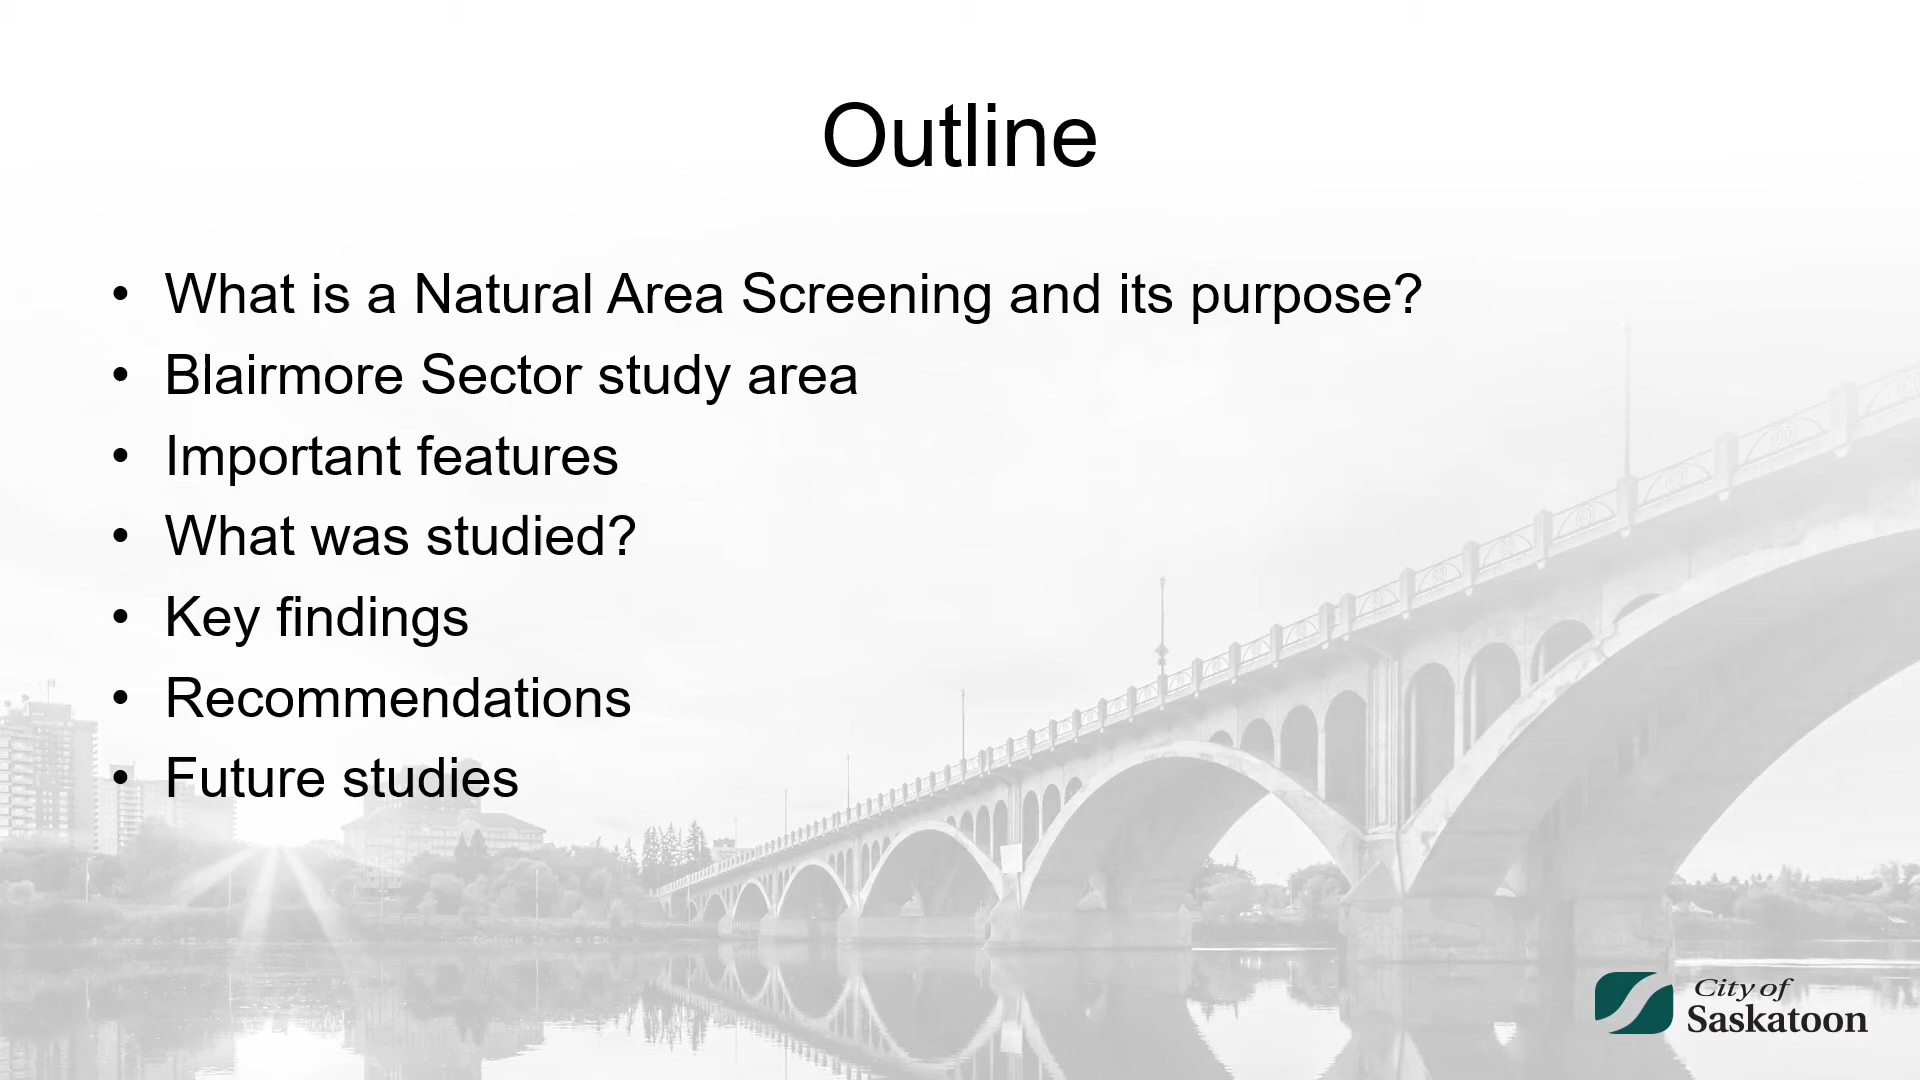 Outline
• What is a Natural Area Screening and its purpose?
• Blairmore Sector study area
• Important features
• What was studied?
• Key findings
• Recommendations
• Future studies
City of
Saskatoon